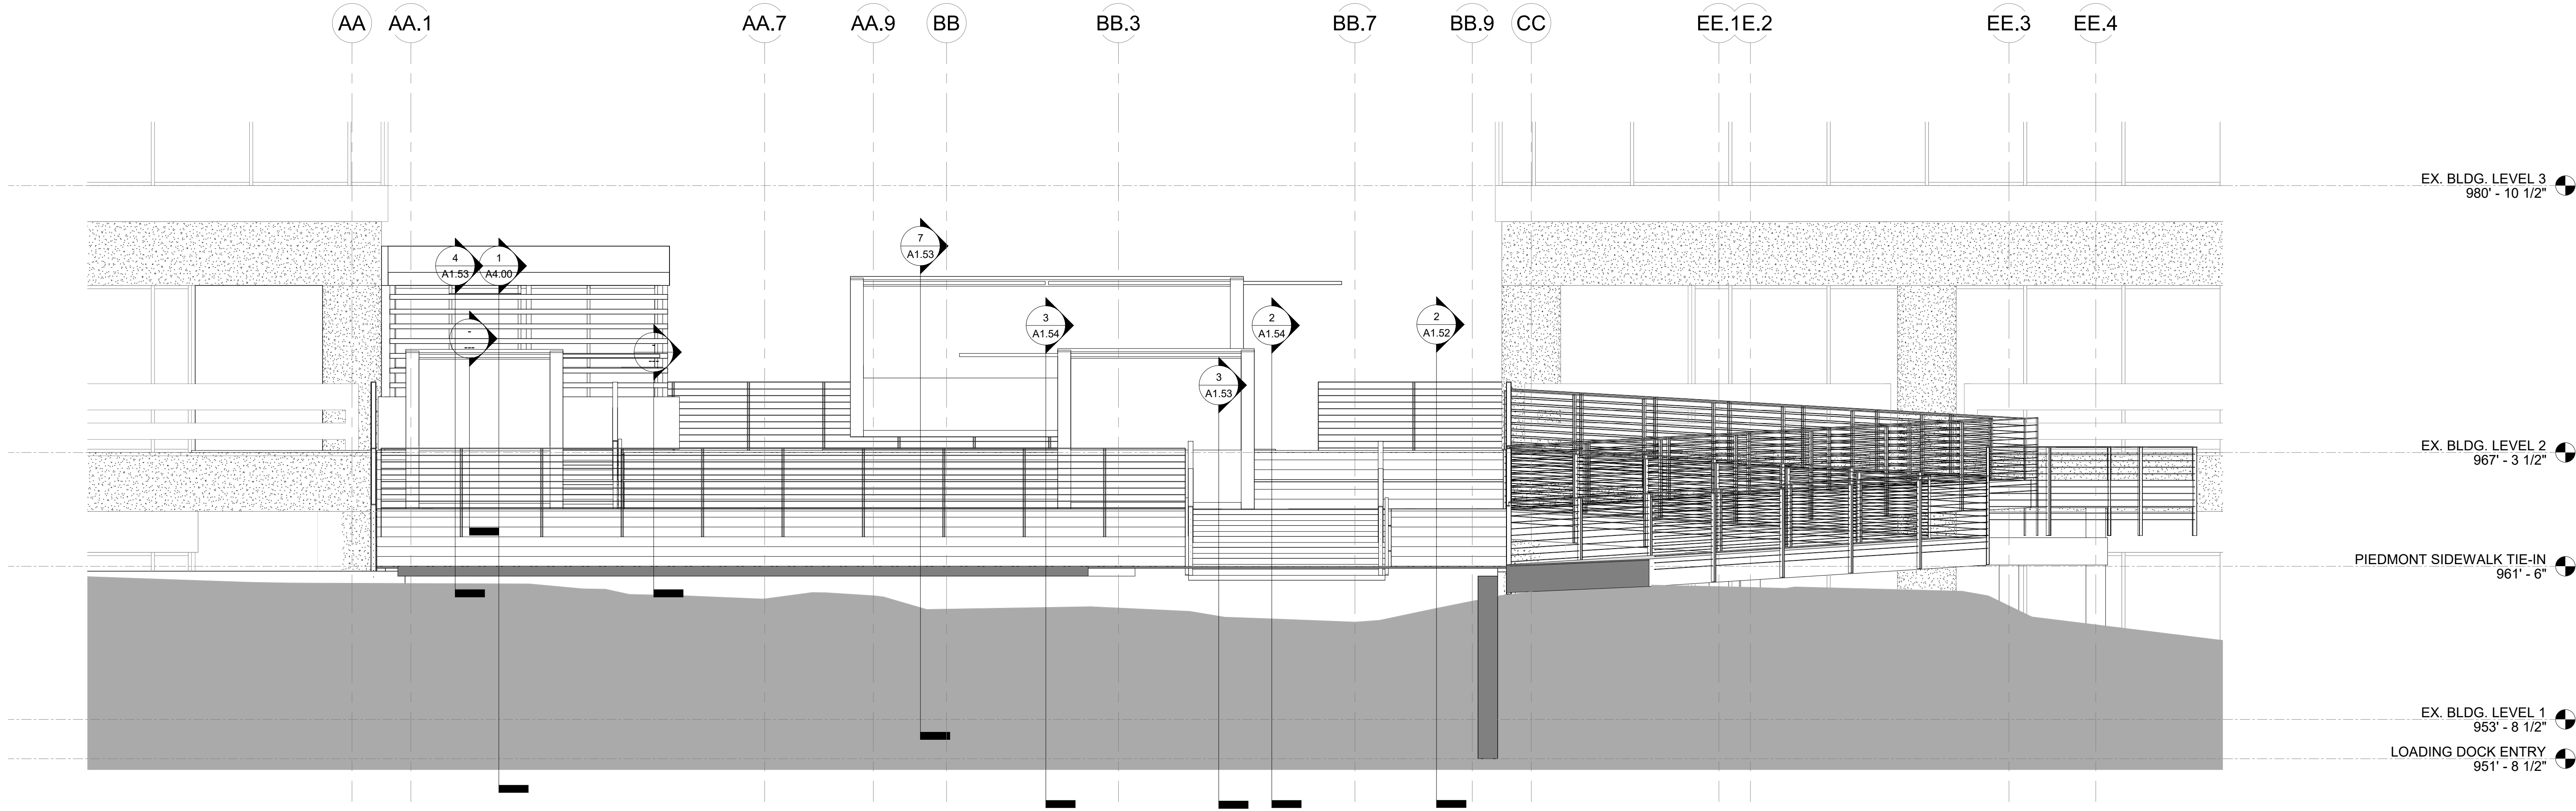 AA
AA.1
AA.7
AA.9
BB
BB.3
BB.7
BB.9
CC
EE.1
E.2
EE.3
EE.4
EX. BLDG. LEVEL 3
980' - 10 1/2"
7
A1.53
4
A1.53
1
A4.00
3
A1.54
2
A1.54
2
A1.52
-
---
-
---
3
A1.53
EX. BLDG. LEVEL 2
967' - 3 1/2"
PIEDMONT SIDEWALK TIE-IN
961' - 6"
EX. BLDG. LEVEL 1
953' - 8 1/2"
LOADING DOCK ENTRY
951' - 8 1/2"